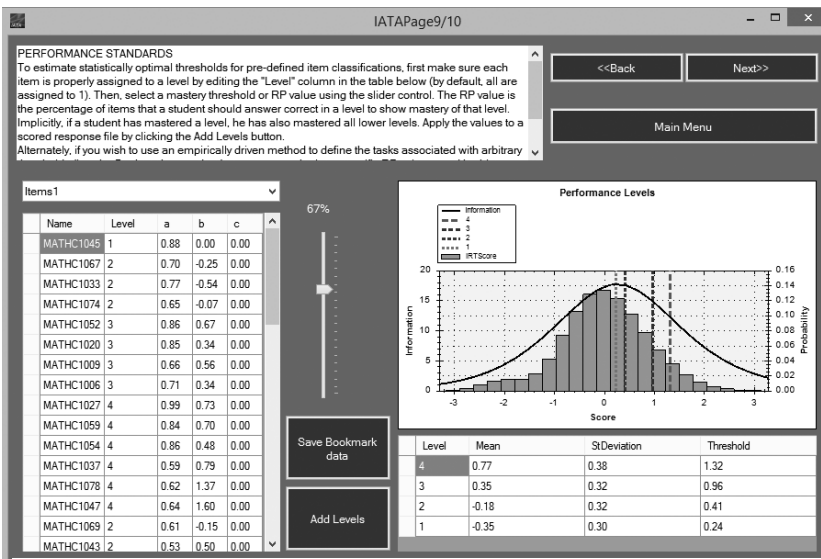 IATAPage9/10
PERFORMANCE STANDARDS
To estimate statistically optimal thresholds for pre-defined item classifications, first make sure each
item is properly assigned to a level by editing the "Level" column in the table below (by default, all are
assigned to 1). Then, select a mastery threshold or RP value using the slider control. The RP value is
the percentage of items that a student should answer correct in a level to show mastery of that level.
Implicitly, if a student has mastered a level, he has also mastered all lower levels. Apply the values to a
scored response file by clicking the Add Levels button.
Alternately, if you wish to use an empirically driven method to define the tasks associated with arbitrary
<<Back
Next>>
Main Menu
Items1
Name Level a b c
MATHC1045 1 0.88 0.00 0.00
MATHC1067 2 0.70 -0.25 0.00
MATHC1033 2 0.77 -0.54 0.00
MATHC1074 2 0.65 -0.07 0.00
MATHC1052 3 0.86 0.67 0.00
MATHC1020 3 0.85 0.34 0.00
MATHC1009 3 0.66 0.56 0.00
MATHC1006 3 0.71 0.34 0.00
MATHC1027 4 0.99 0.73 0.00
MATHC1059 4 0.84 0.70 0.00
MATHC1054 4 0.86 0.48 0.00
MATHC1037 4 0.59 0.79 0.00
MATHC1078 4 0.62 1.37 0.00
MATHC1047 4 0.64 1.60 0.00
MATHC1069 2 0.61 -0.15 0.00
MATHC1043 2 0.53 0.50 0.00
67%
Save Bookmark
data
Add Levels
Performance Levels
Information
4
3
2
1
IRTScore
Information
20
15
10
5
0
-3 -2 -1 0 1 2 3
Score
0.16
0.14
0.12
0.10
0.08
0.06
0.04
0.02
0.00
Probability
Level Mean StDeviation Threshold
4 0.77 0.38 1.32
3 0.35 0.32 0.96
2 -0.18 0.32 0.41
1 -0.35 0.30 0.24